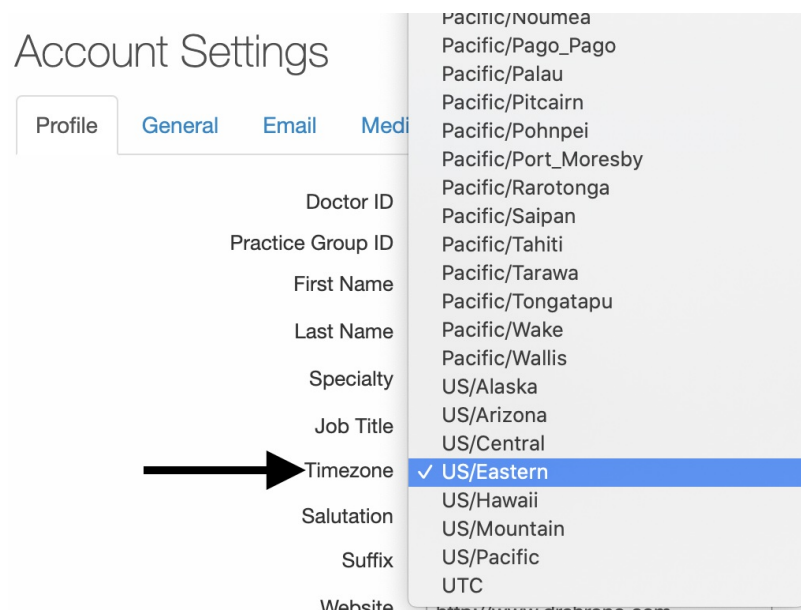 Account Settings
Profile
General
Email
Medi
Doctor ID
Practice Group ID
First Name
Last Name
Specialty
Job Title
Timezone
Salutation
Suffix
Website
Pacific/Noumea
Pacific/Pago_Pago
Pacific/Palau
Pacific/Pitcairn
Pacific/Pohnpei
Pacific/Port_Moresby
Pacific/Rarotonga
Pacific/Saipan
Pacific/Tahiti
Pacific/Tarawa
Pacific/Tongatapu
Pacific/Wake
Pacific/Wallis
US/Alaska
US/Arizona
US/Central
✓ US/Eastern
US/Hawaii
US/Mountain
US/Pacific
UTC